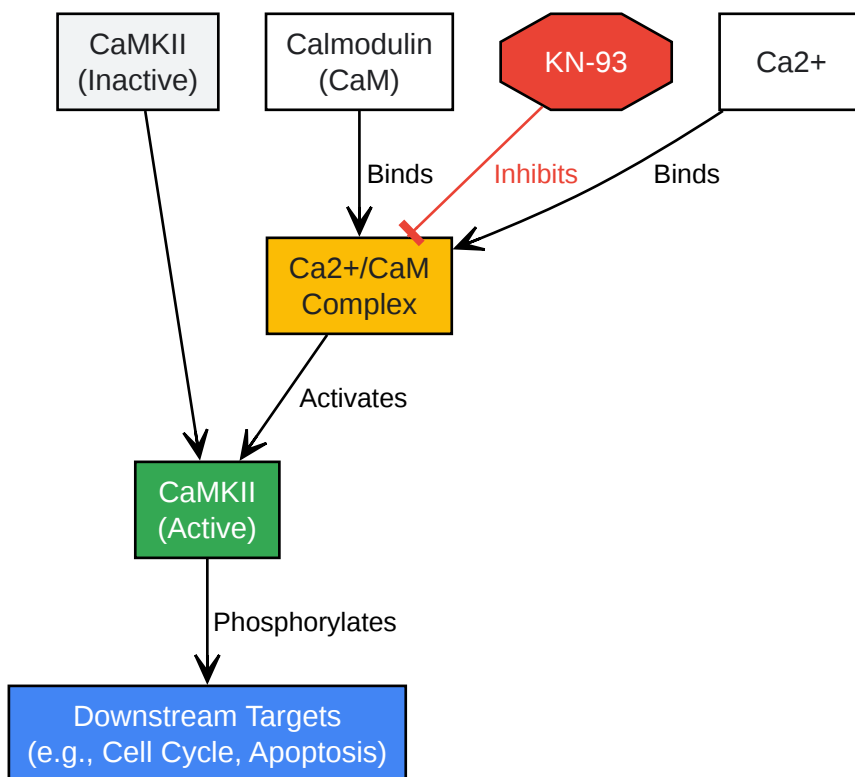 CaMKII
(Inactive)
Calmodulin
(CaM)
KN-93
Ca2+
Binds
Inhibits
Binds
Ca2+/CaM
Complex
Activates
CaMKII
(Active)
Phosphorylates
Downstream Targets
(e.g., Cell Cycle, Apoptosis)